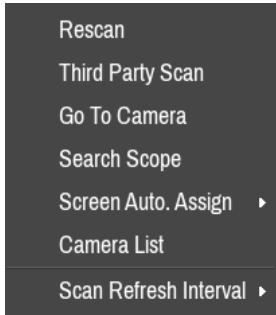 Rescan
Third Party Scan
Go To Camera
Search Scope
Screen Auto. Assign
Camera List
Scan Refresh Interval